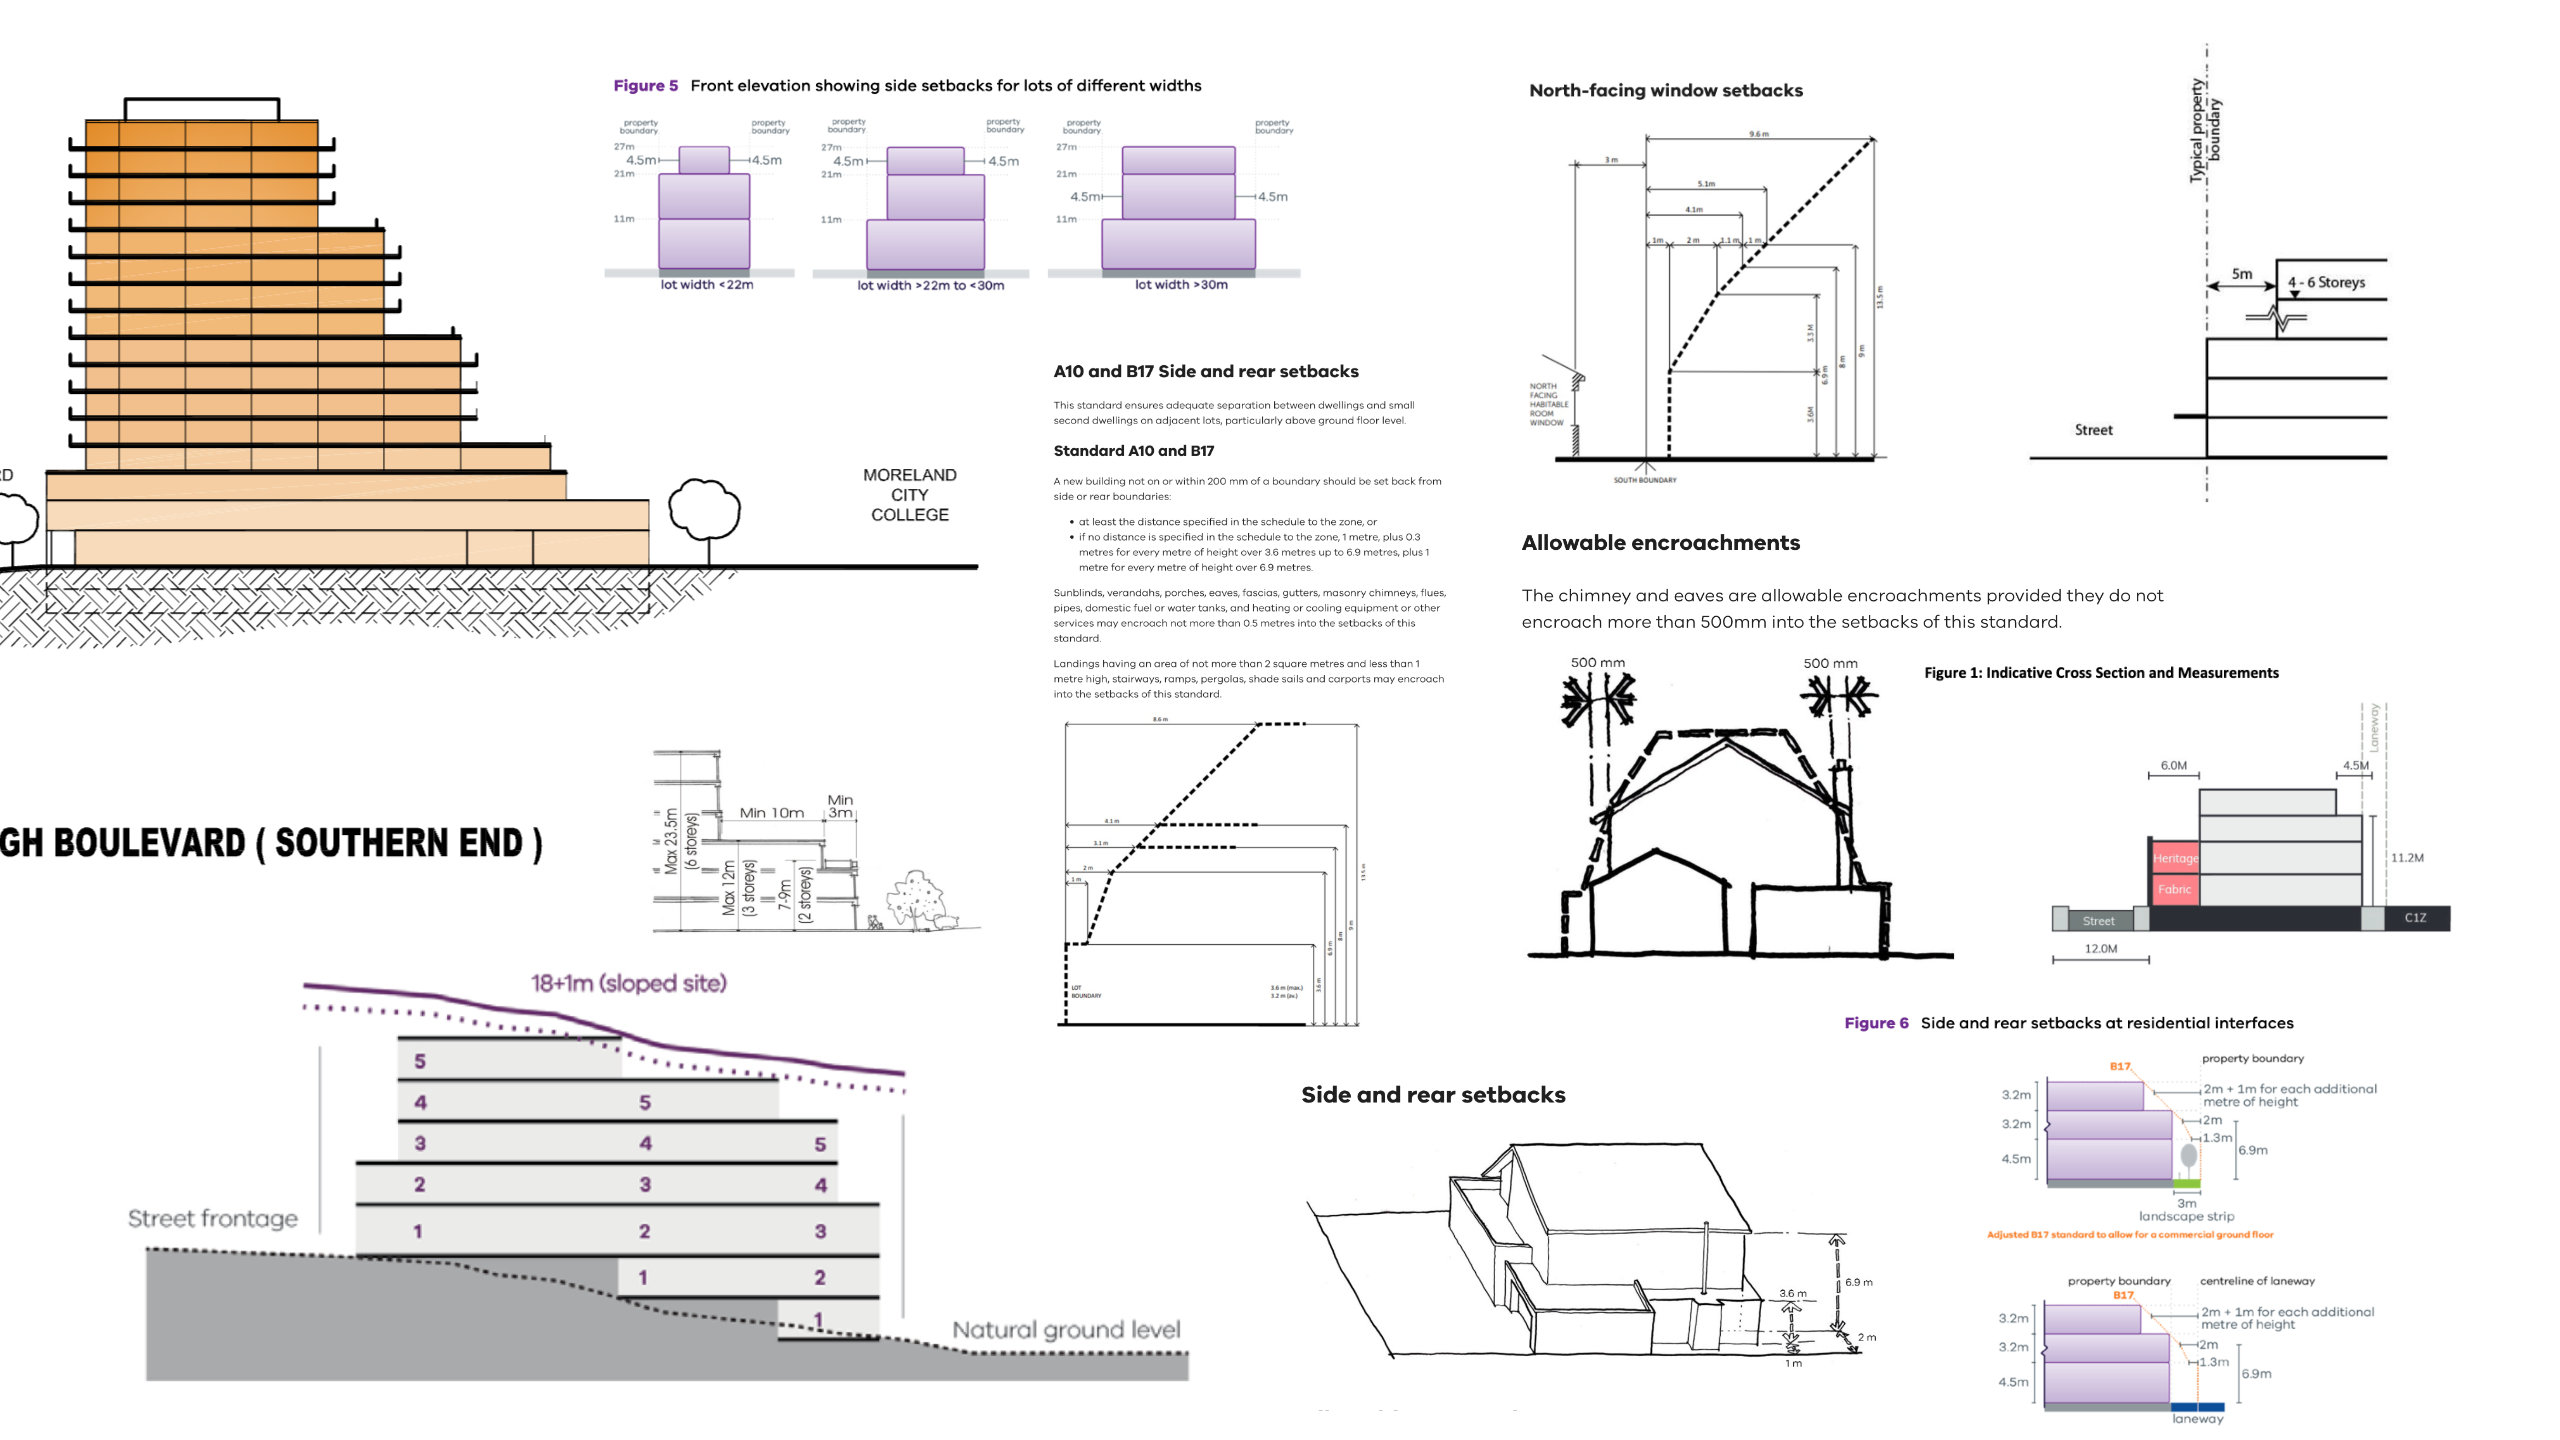 RD
MORELAND
CITY
COLLEGE
GH BOULEVARD ( SOUTHERN END )
Figure 5 Front elevation showing side setbacks for lots of different widths
property
boundary
property
boundary
27m
4.5m
4.5m
21m
11m
lot width <22m
property
boundary
property
boundary
27m
4.5m
4.5m
21m
11m
lot width >22m to <30m
property
boundary
property
boundary
27m
21m
4.5m
4.5m
11m
lot width >30m
A10 and B17 Side and rear setbacks
This standard ensures adequate separation between dwellings and small
second dwellings on adjacent lots, particularly above ground floor level.
Standard A10 and B17
A new building not on or within 200 mm of a boundary should be set back from
side or rear boundaries:
• at least the distance specified in the schedule to the zone, or
• if no distance is specified in the schedule to the zone, 1 metre, plus 0.3
metres for every metre of height over 3.6 metres up to 6.9 metres, plus 1
metre for every metre of height over 6.9 metres.
Sunblinds, verandahs, porches, eaves, fascias, gutters, masonry chimneys, flues,
pipes, domestic fuel or water tanks, and heating or cooling equipment or other
services may encroach not more than 0.5 metres into the setbacks of this
standard.
Landings having an area of not more than 2 square metres and less than 1
metre high, stairways, ramps, pergolas, shade sails and carports may encroach
into the setbacks of this standard.
8.6 m
4.1 m
3.1 m
2 m
1 m
13.5 m
9 m
8 m
6.9 m
3.6 m
LOT
BOUNDARY
3.6 m (max.)
3.2 m (av.)
Min 10m
Min
3m
Max 23.5m
(6 storeys)
Max 12m
(3 storeys)
7-9m
(2 storeys)
18+1m (sloped site)
5
4 5
3 4 5
2 3 4
1 2 3
1 2
1
Street frontage
Natural ground level
North-facing window setbacks
9.6 m
3 m
5.1m
4.1m
1m 2 m 1.1 m 1 m
13.5 m
9 m
8 m
6.9 m
3.3 M
3.6M
NORTH
FACING
HABITABLE
ROOM
WINDOW
SOUTH BOUNDARY
Typical property
boundary
5m
4 - 6 Storeys
Street
Allowable encroachments
The chimney and eaves are allowable encroachments provided they do not
encroach more than 500mm into the setbacks of this standard.
500 mm
500 mm
Figure 1: Indicative Cross Section and Measurements
Laneway
6.0M
4.5M
Heritage
Fabric
11.2M
Street
C1Z
12.0M
Side and rear setbacks
6.9 m
3.6 m
2 m
1 m
Figure 6 Side and rear setbacks at residential interfaces
property boundary
B17
2m + 1m for each additional
metre of height
3.2m
2m
3.2m
1.3m
6.9m
4.5m
3m
landscape strip
Adjusted B17 standard to allow for a commercial ground floor
property boundary
centreline of laneway
B17
2m + 1m for each additional
metre of height
3.2m
2m
3.2m
1.3m
6.9m
4.5m
laneway